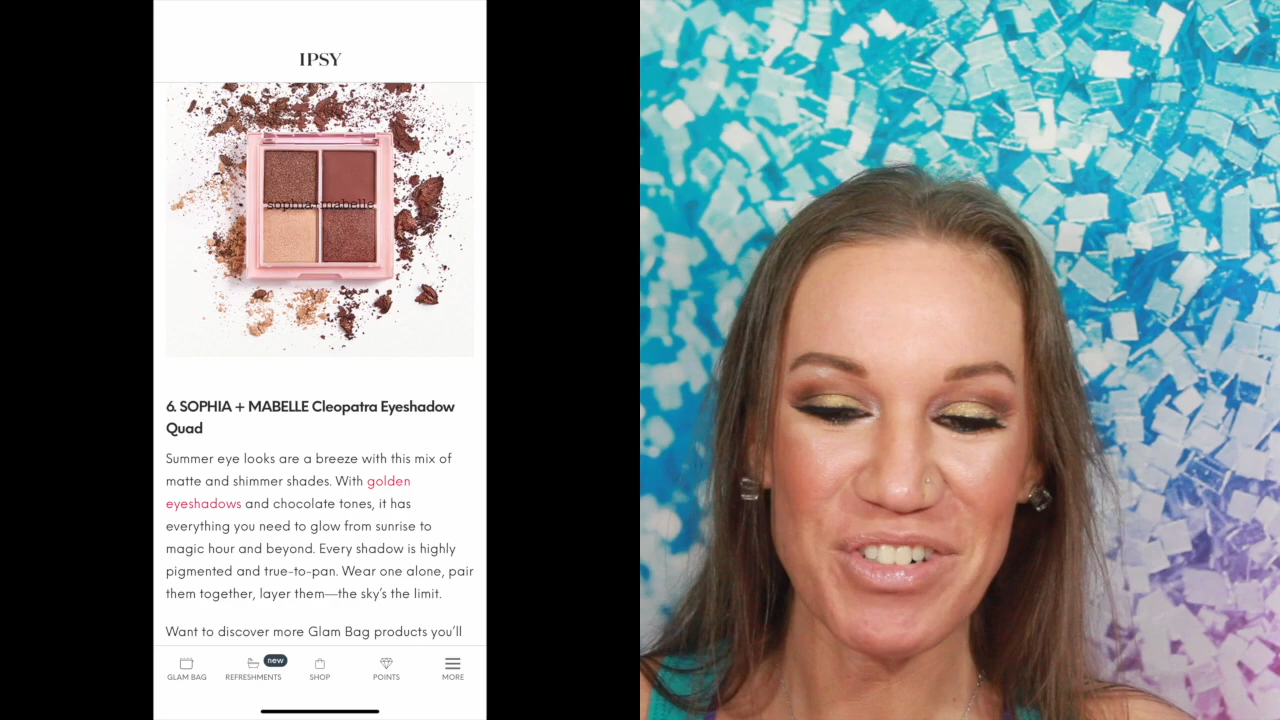 IPSY
sophia+mabelle
6. SOPHIA + MABELLE Cleopatra Eyeshadow
Quad
Summer eye looks are a breeze with this mix of
matte and shimmer shades. With golden
eyeshadows and chocolate tones, it has
everything you need to glow from sunrise to
magic hour and beyond. Every shadow is highly
pigmented and true-to-pan. Wear one alone, pair
them together, layer them—the sky's the limit.
Want to discover more Glam Bag products you'll
new
GLAM BAG REFRESHMENTS SHOP POINTS MORE